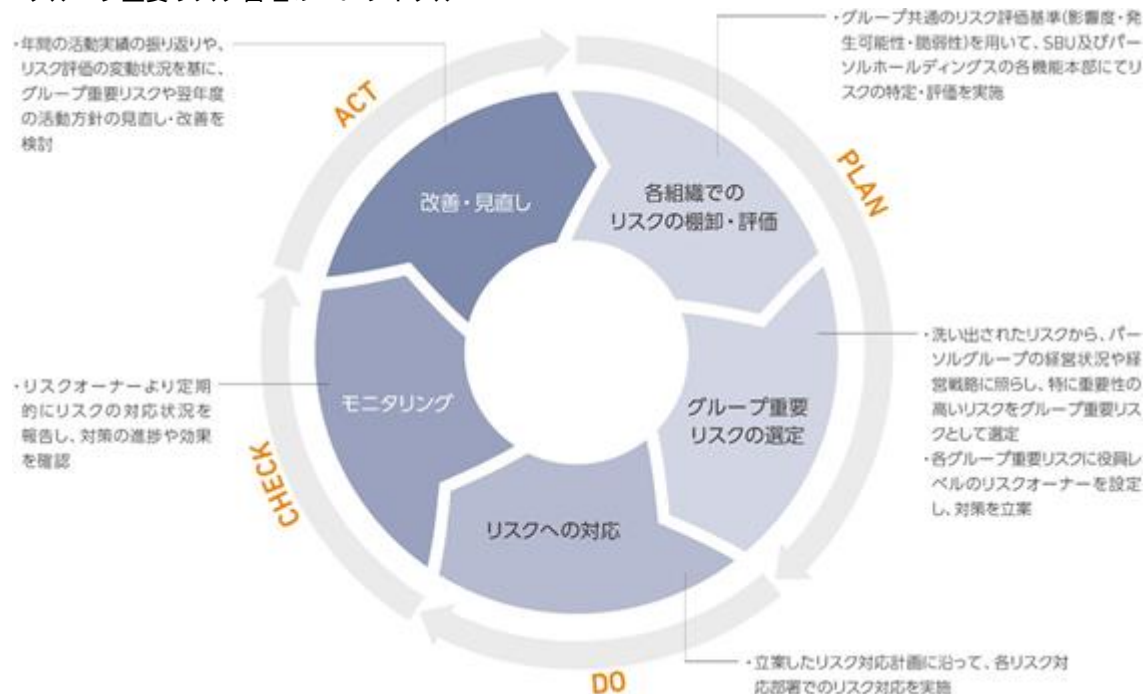 ・グループ共通のリスク評価基準(影響度・発
生可能性・脆弱性)を用いて、SBU及びパー
ソルホールディングスの各機能本部にてリ
スクの特定・評価を実施
・年間の活動実績の振り返りや、
リスク評価の変動状況を基に、
グループ重要リスクや翌年度
の活動方針の見直し・改善を
検討
ACT
PLAN
改善・見直し
各組織での
リスクの棚卸・評価
・洗い出されたリスクから、パー
ソルグループの経営状況や経
営戦略に照らし、特に重要性の
高いリスクをグループ重要リス
クとして選定
・各グループ重要リスクに役員レ
ベルのリスクオーナーを設定
し、対策を立案
・リスクオーナーより定期
的にリスクの対応状況を
報告し、対策の進捗や効果
を確認
モニタリング
グループ重要
リスクの選定
CHECK
リスクへの対応
DO
・立案したリスク対応計画に沿って、各リスク対
応部署でのリスク対応を実施